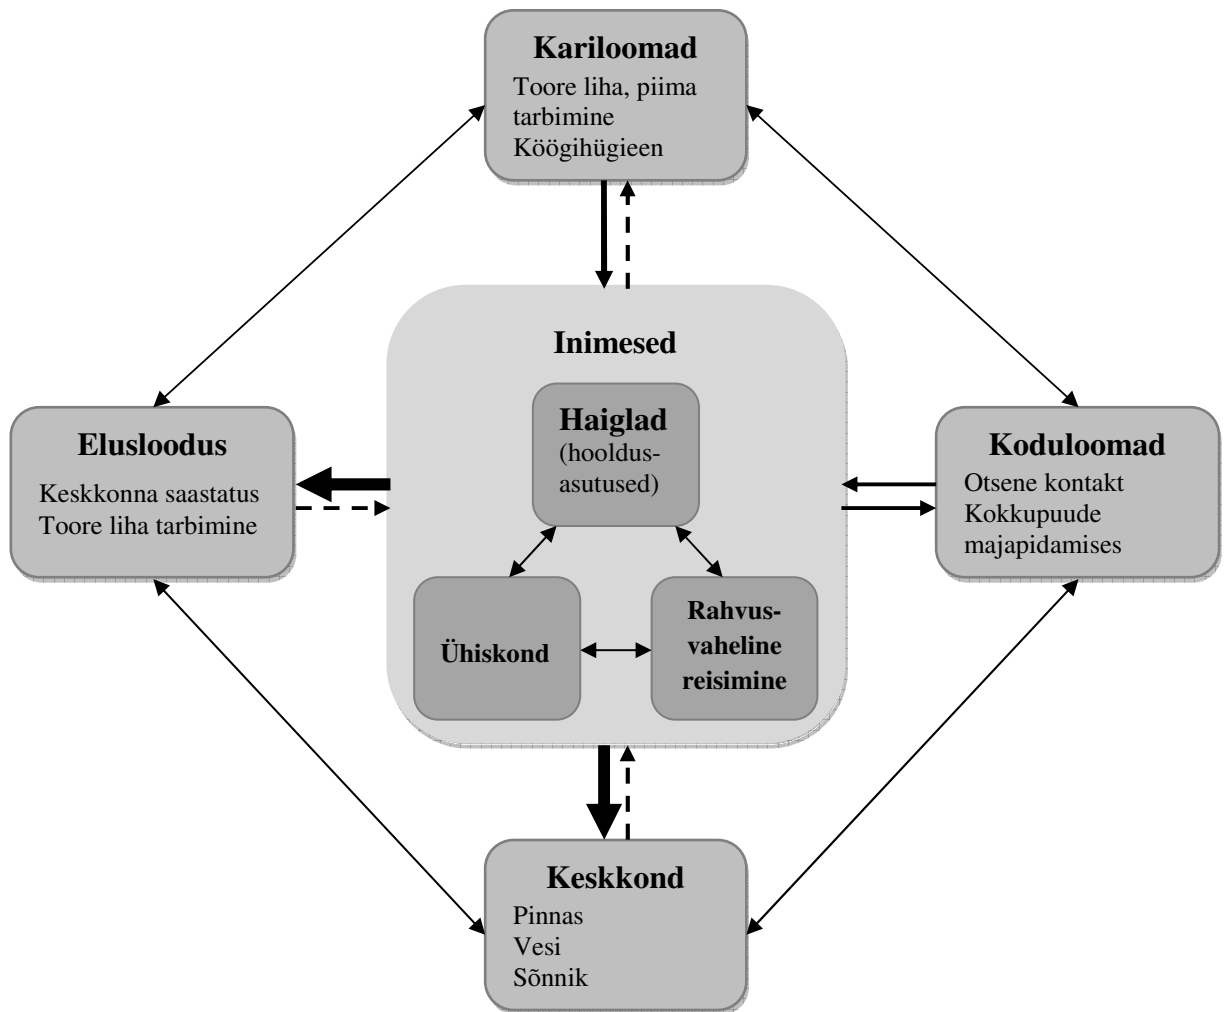 Kariloomad
Toore liha, piima
tarbimine
Köögihügieen
Inimesed
Haiglad
(hooldus-
asutused)
Elusloodus
Keskkonna saastatus
Toore liha tarbimine
Koduloomad
Otsene kontakt
Kokkupuude
majapidamises
Ühiskond
Rahvus-
vaheline
reisimine
Keskkond
Pinnas
Vesi
Sõnnik